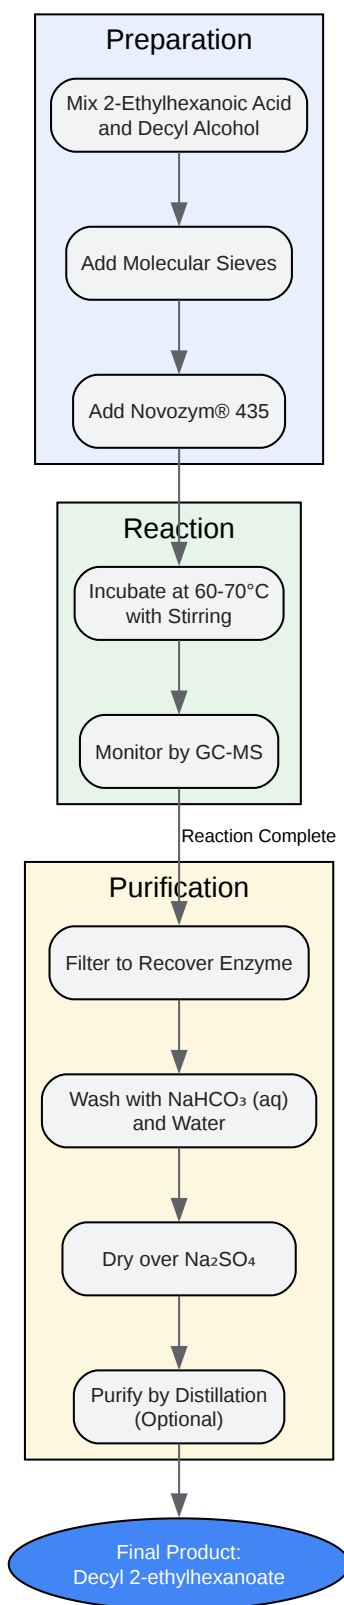 Preparation
Mix 2-Ethylhexanoic Acid
and Decyl Alcohol
Add Molecular Sieves
Add Novozym® 435
Reaction
Incubate at 60-70°C
with Stirring
Monitor by GC-MS
Reaction Complete
Purification
Filter to Recover Enzyme
Wash with NaHCO₃ (aq)
and Water
Dry over Na₂SO₄
Purify by Distillation
(Optional)
Final Product:
Decyl 2-ethylhexanoate